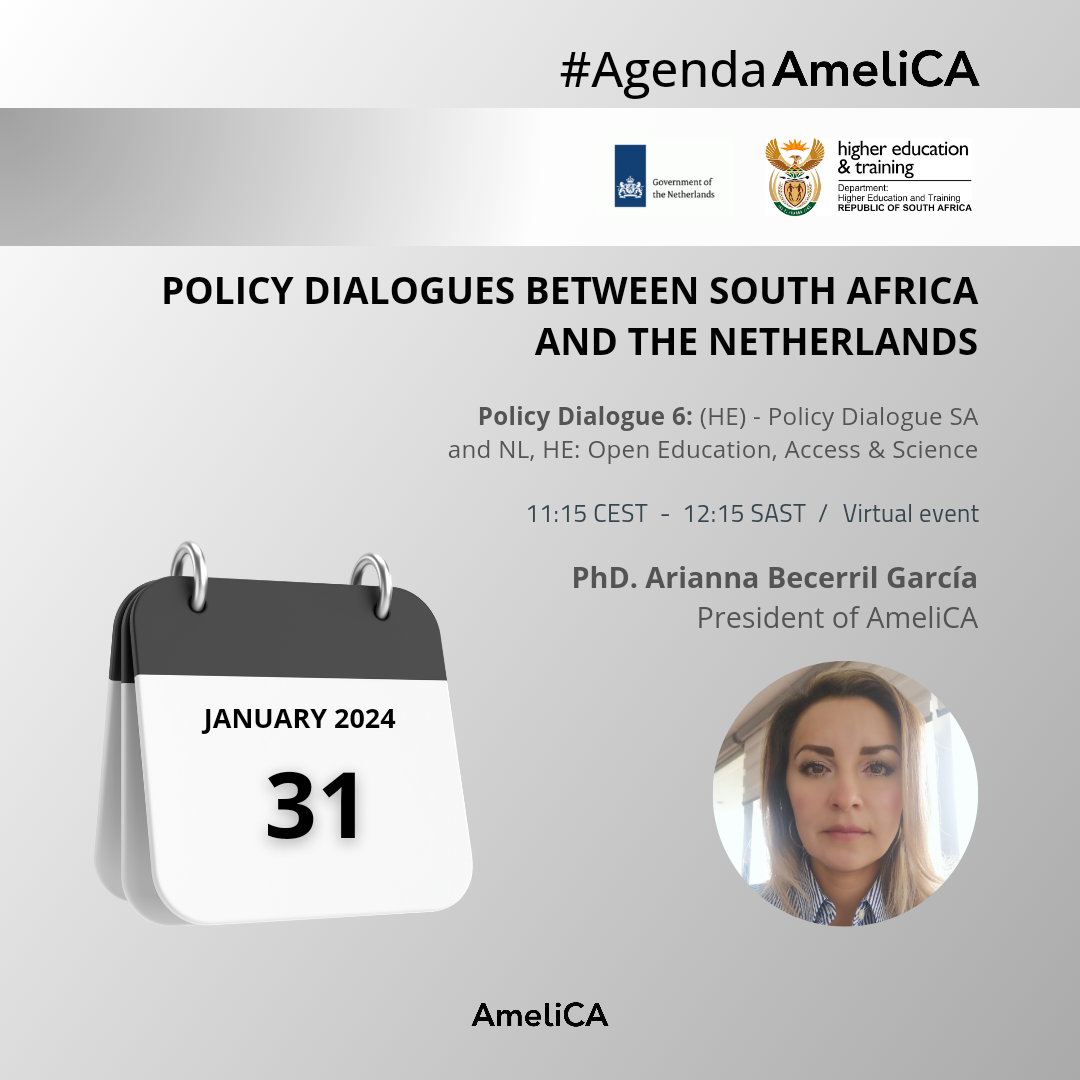 #Agenda AmeliCA
Government of
the Netherlands
higher education
& training
Department:
Higher Education and Training
REPUBLIC OF SOUTH AFRICA
POLICY DIALOGUES BETWEEN SOUTH AFRICA
AND THE NETHERLANDS
Policy Dialogue 6: (HE) - Policy Dialogue SA
and NL, HE: Open Education, Access & Science
11:15 CEST - 12:15 SAST / Virtual event
PhD. Arianna Becerril García
President of AmeliCA
JANUARY 2024
31
AmeliCA